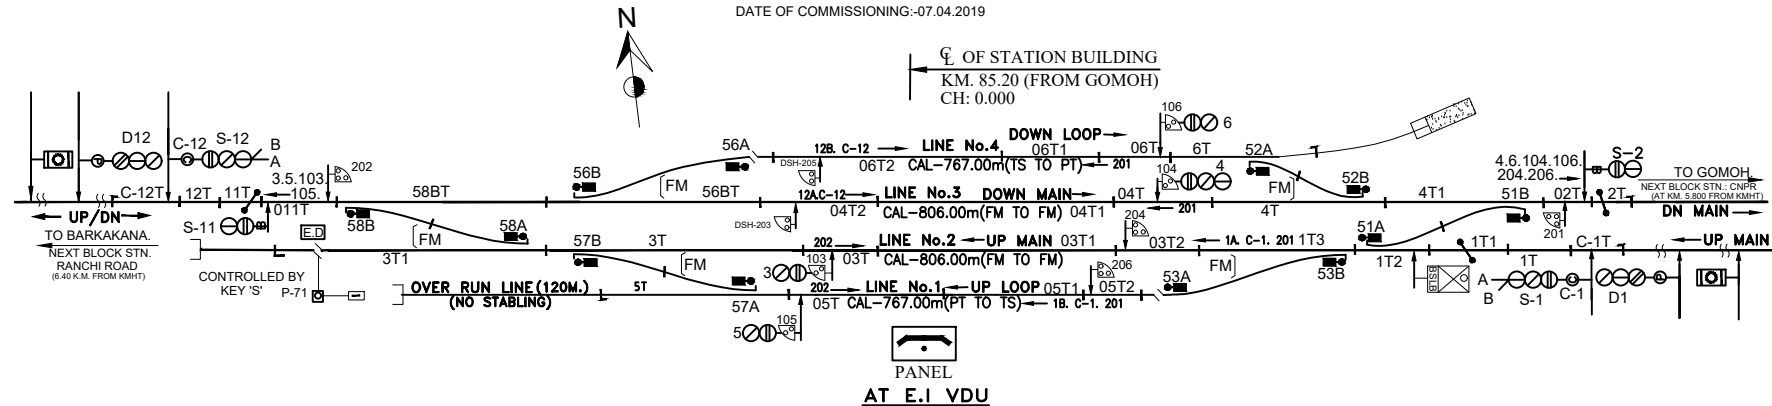 DATE OF COMMISSIONING:-07.04.2019
N
℄ OF STATION BUILDING
KM. 85.20 (FROM GOMOH)
CH: 0.000
106
6
D12
C-12
S-12
B
A
56A
12B. C-12
LINE No.4
DOWN LOOP
DSH-205
06T2
06T1
06T
6T
52A
CAL-767.00m(TS TO PT)
201
S-2
3.5.103.
105.
202
56B
FM
104
4
FM
52B
4.6.104.106.
204.206.
TO GOMOH.
NEXT BLOCK STN.: CNPR
(AT KM. 5.800 FROM KMHT)
C-12T
12T
11T
011T
58BT
56BT
12A.C-12
LINE No.3
DOWN MAIN
04T
4T1
51B
02T
2T
UP/DN
58B
04T2
CAL-806.00m(FM TO FM)
04T1
201
4T
DN MAIN
S-11
E.D
58A
DSH-203
204
51A
201
TO BARKAKANA.
NEXT BLOCK STN.
RANCHI ROAD
(6.40 K.M. FROM KMHT)
FM
57B
3T
202
LINE No.2
UP MAIN
03T1
03T2
1A. C-1. 201
1T3
1T1
C-1T
UP MAIN
3T1
03T
CAL-806.00m(FM TO FM)
1T2
1T
CONTROLLED BY
KEY 'S'
P-71
FM
3
103
206
53A
FM
53B
BSLB
A
B
S-1
C-1
D1
OVER RUN LINE(120M.)
(NO STABLING)
5T
202
LINE No.1
UP LOOP
05T1
05T2
57A
05T
CAL-767.00m(PT TO TS)
1B. C-1. 201
5
105
PANEL
AT E.I VDU